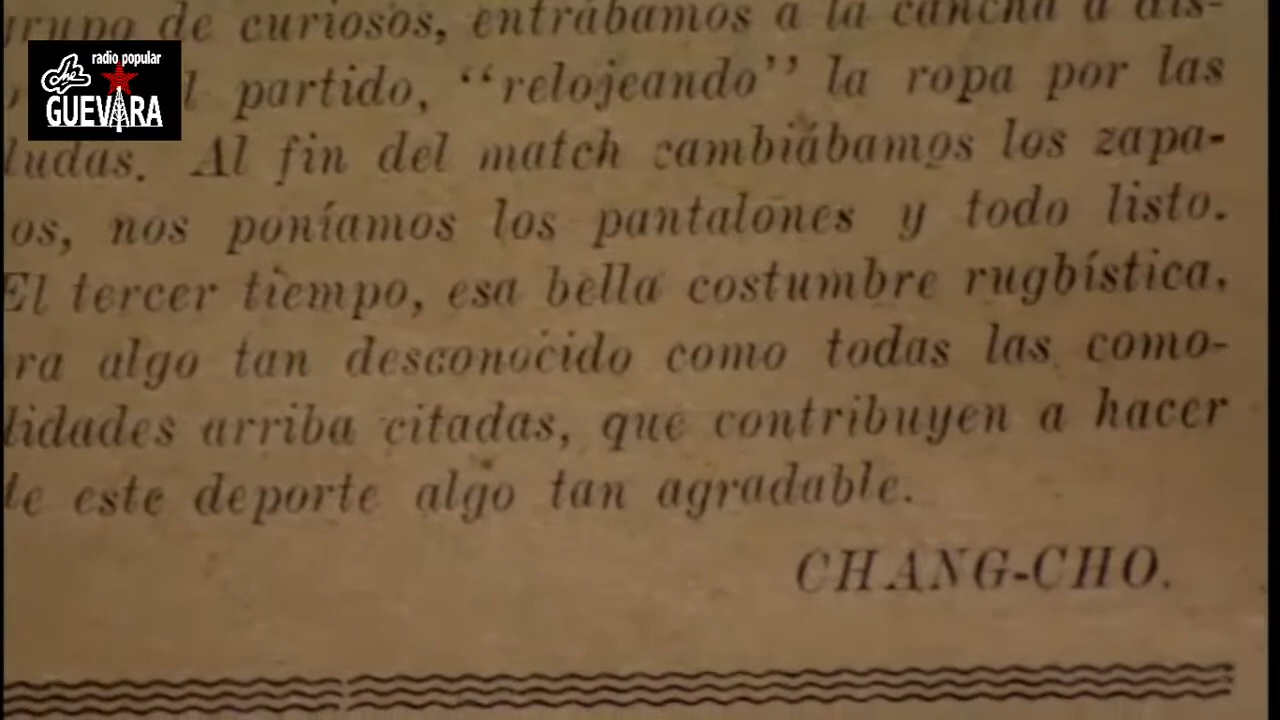 grupo de curiosos, entrábamos a la cancha a dis-
l partido, "relojeando" la ropa por las
ludas. Al fin del match cambiábamos los zapa-
os, nos poníamos los pantalones y todo listo.
El tercer tiempo, esa bella costumbre rugbística,
ra algo tan desconocido como todas las como-
lidades arriba citadas, que contribuyen a hacer
le este deporte algo tan agradable.
CHANG-CHO.
radio popular
Che
GUEVARA